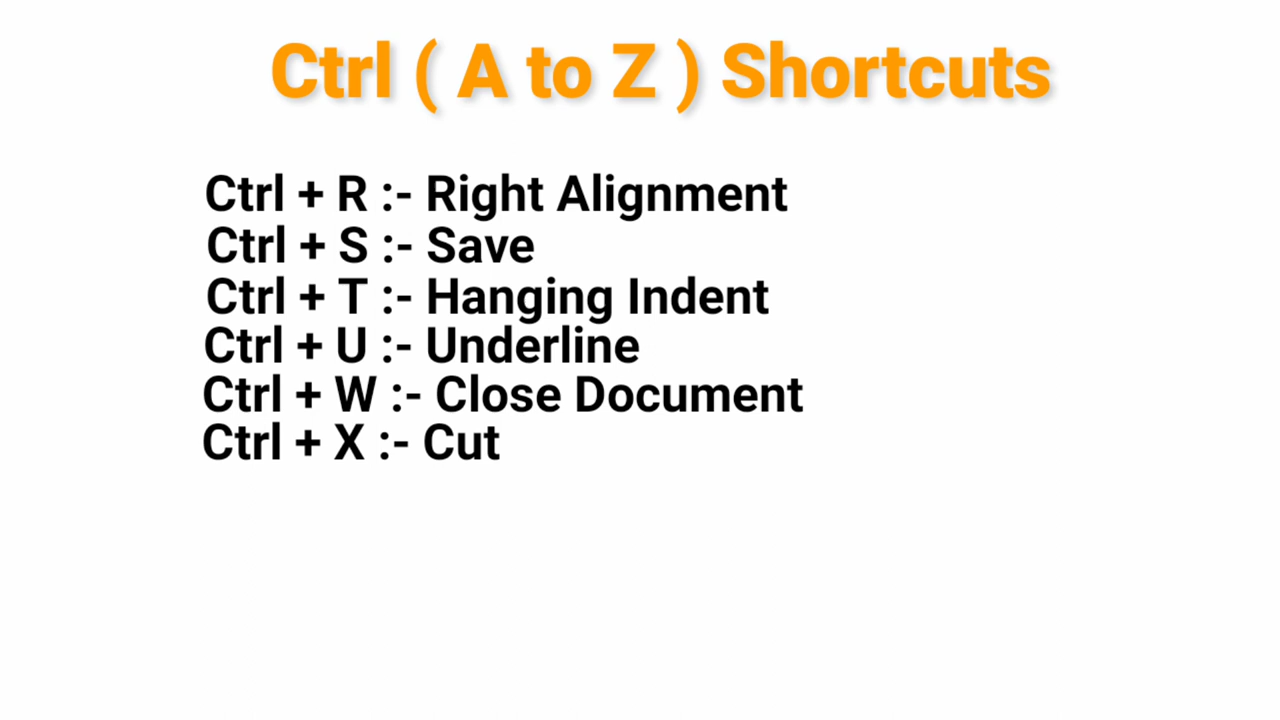 Ctrl ( A to Z ) Shortcuts
Ctrl + R :- Right Alignment
Ctrl + S :- Save
Ctrl + T :- Hanging Indent
Ctrl + U :- Underline
Ctrl + W :- Close Document
Ctrl + X :- Cut